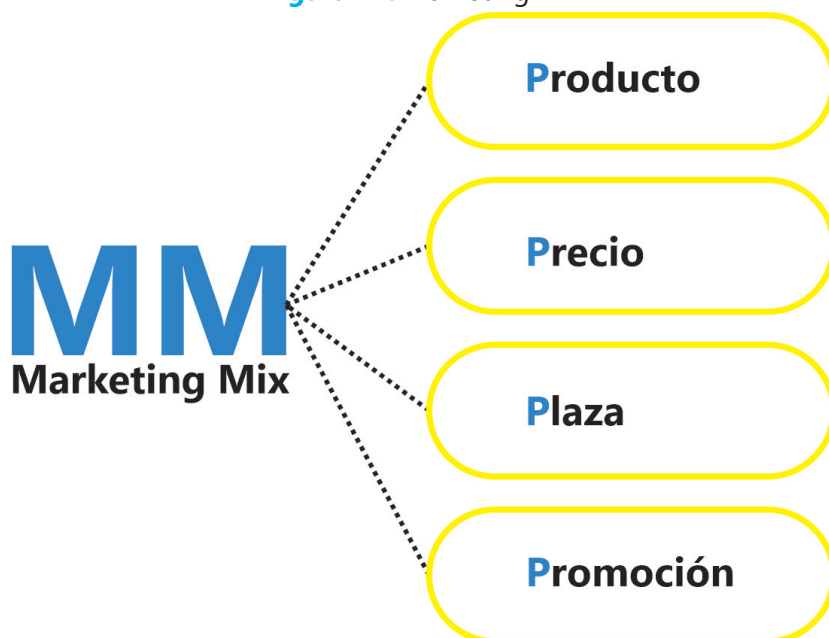 MM
Marketing Mix
Producto
Precio
Plaza
Promoción